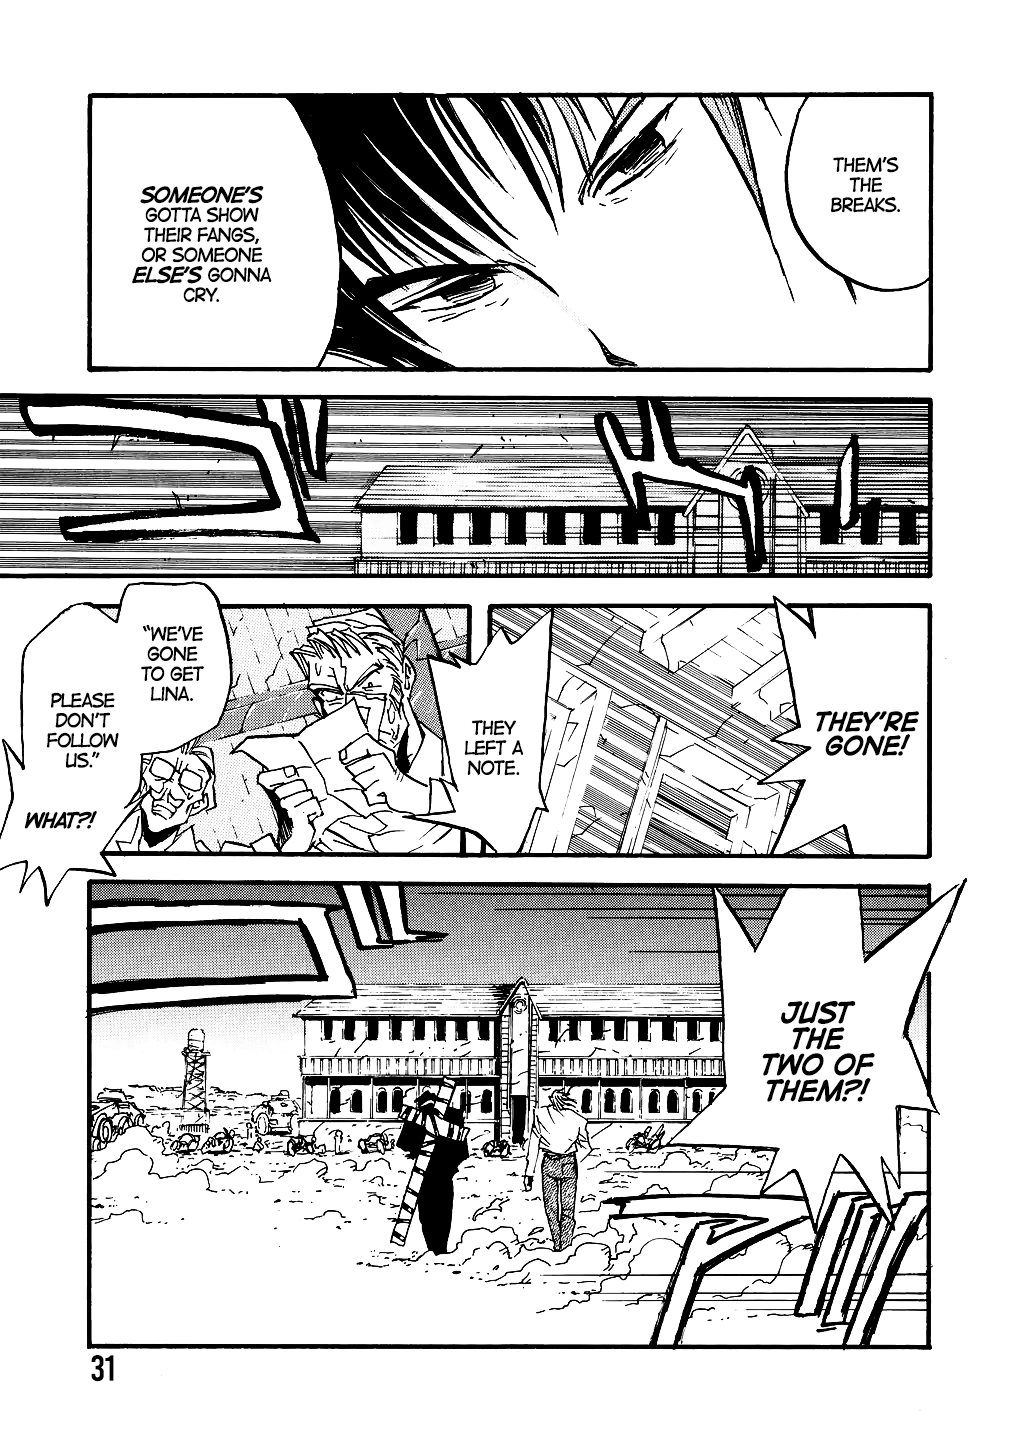 THEM'S
THE
BREAKS.
SOMEONE'S
GOTTA SHOW
THEIR FANGS,
OR SOMEONE
ELSE'S GONNA
CRY.
THEY'RE
GONE!
THEY
LEFT A
NOTE.
"WE'VE
GONE
TO GET
LINA.
PLEASE
DON'T
FOLLOW
US."
WHAT?!
JUST
THE
TWO OF
THEM?!
31